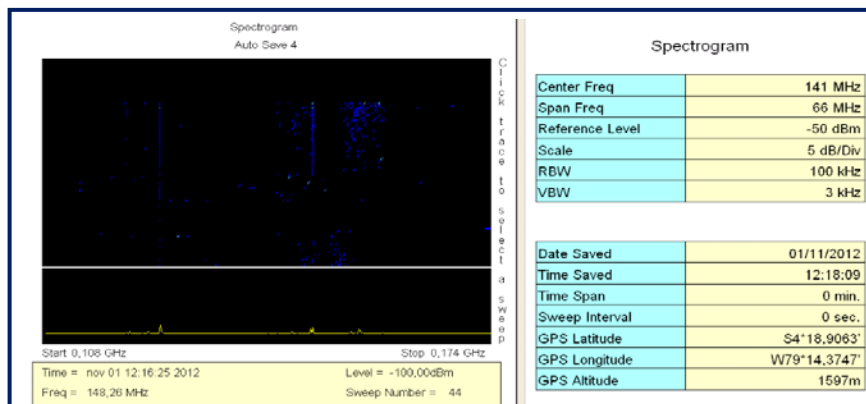 Spectrogram
Auto Save 4
Click trace to select a sweep
Start 0,108 GHz Stop 0,174 GHz
Time = nov 01 12:16:25 2012 Level = -100,00dBm
Freq = 148,26 MHz Sweep Number = 44
Spectrogram
Center Freq 141 MHz
Span Freq 66 MHz
Reference Level -50 dBm
Scale 5 dB/Div
RBW 100 kHz
VBW 3 kHz
Date Saved 01/11/2012
Time Saved 12:18:09
Time Span 0 min.
Sweep Interval 0 sec.
GPS Latitude S4°18,9063'
GPS Longitude W79°14,3747'
GPS Altitude 1597m